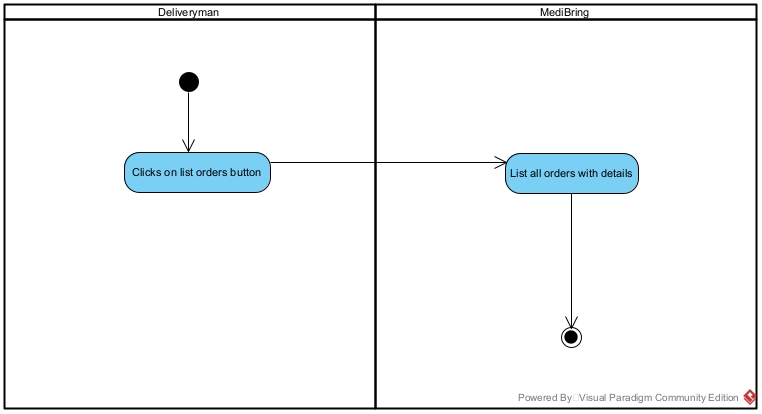 Deliveryman
MediBring
Clicks on list orders button
List all orders with details
Powered By Visual Paradigm Community Edition